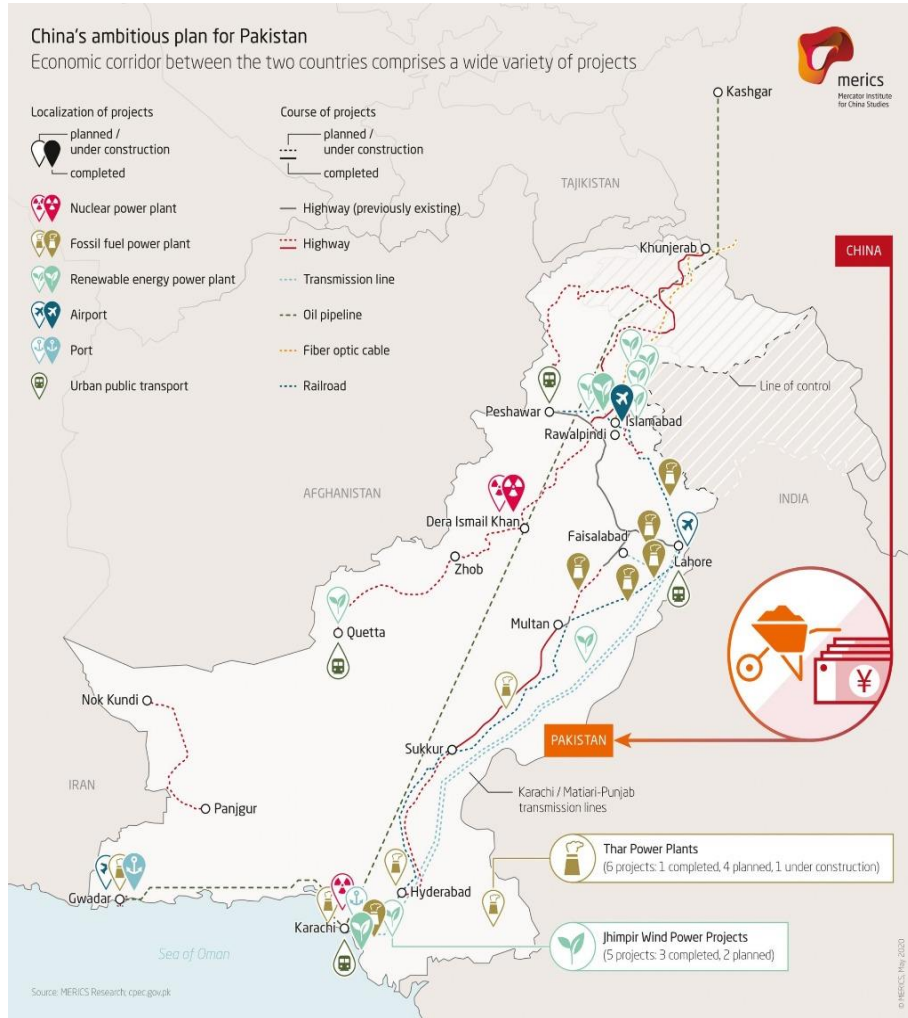 China's ambitious plan for Pakistan
Economic corridor between the two countries comprises a wide variety of projects
merics
Mercator Institute
for China Studies
Localization of projects
planned /
under construction
completed
Nuclear power plant
Fossil fuel power plant
Renewable energy power plant
Airport
Port
Urban public transport
Course of projects
planned /
under construction
completed
Highway (previously existing)
Highway
Transmission line
Oil pipeline
Fiber optic cable
Railroad
Kashgar
TAJIKISTAN
Khunjerab
CHINA
Line of control
Peshawar
Islamabad
Rawalpindi
AFGHANISTAN
INDIA
Dera Ismail Khan
Faisalabad
Lahore
Zhob
Quetta
Multan
¥
Nok Kundi
Sukkur
PAKISTAN
IRAN
Panjgur
Karachi / Matiari-Punjab
transmission lines
Thar Power Plants
(6 projects: 1 completed, 4 planned, 1 under construction)
Gwadar
Hyderabad
Karachi
Jhimpir Wind Power Projects
(5 projects: 3 completed, 2 planned)
Sea of Oman
Source: MERICS Research; cpec.gov.pk
© MERICS, May 2020